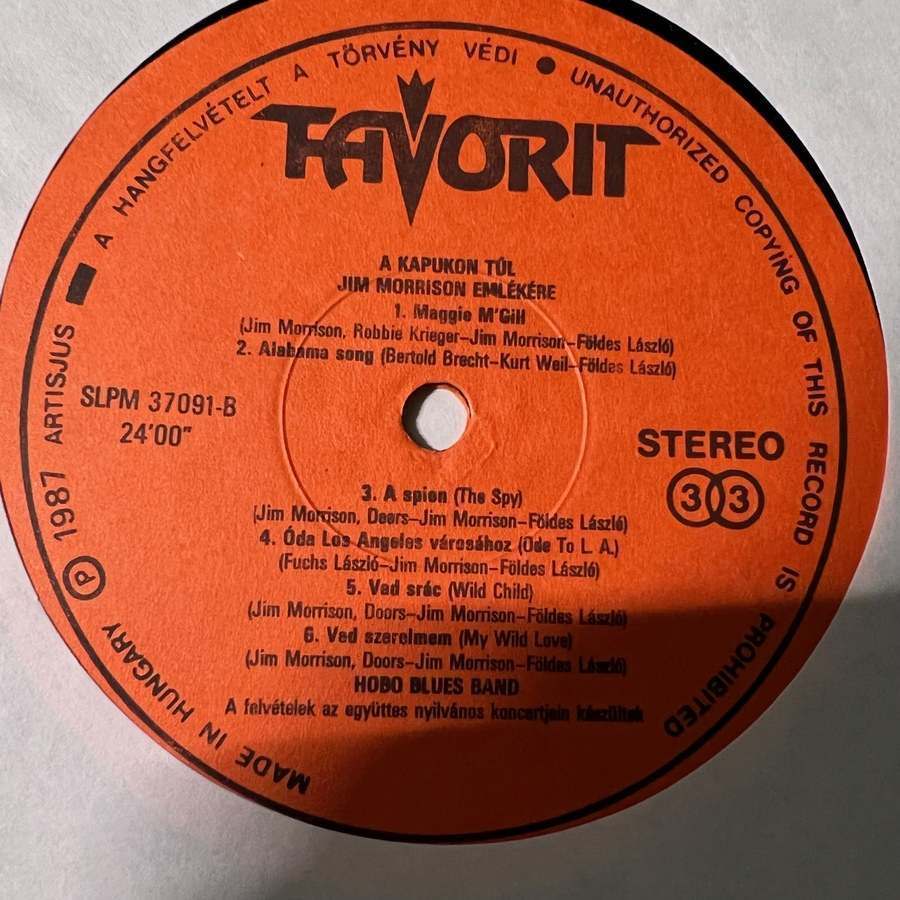 A HANGFELVÉTELT A TÖRVÉNY VÉDI ● UNAUTHORIZED COPYING OF THIS RECORD IS PROHIBITED
FAVORIT
A KAPUKON TÚL
JIM MORRISON EMLÉKÉRE
1. Maggie M'Gill
(Jim Morrison, Robbie Krieger–Jim Morrison–Földes László)
2. Alabama song (Bertold Brecht–Kurt Weil–Földes László)
SLPM 37091-B
24'00"
STEREO
33
3. A spion (The Spy)
(Jim Morrison, Doors–Jim Morrison–Földes László)
4. Óda Los Angeles városához (Ode To L. A.)
(Fuchs László–Jim Morrison–Földes László)
5. Vad srác (Wild Child)
(Jim Morrison, Doors–Jim Morrison–Földes László)
6. Vad szerelmem (My Wild Love)
(Jim Morrison, Doors–Jim Morrison–Földes László)
HOBO BLUES BAND
A felvételek az együttes nyilvános koncertjein készültek
MADE IN HUNGARY Ⓟ 1987 ARTISJUS